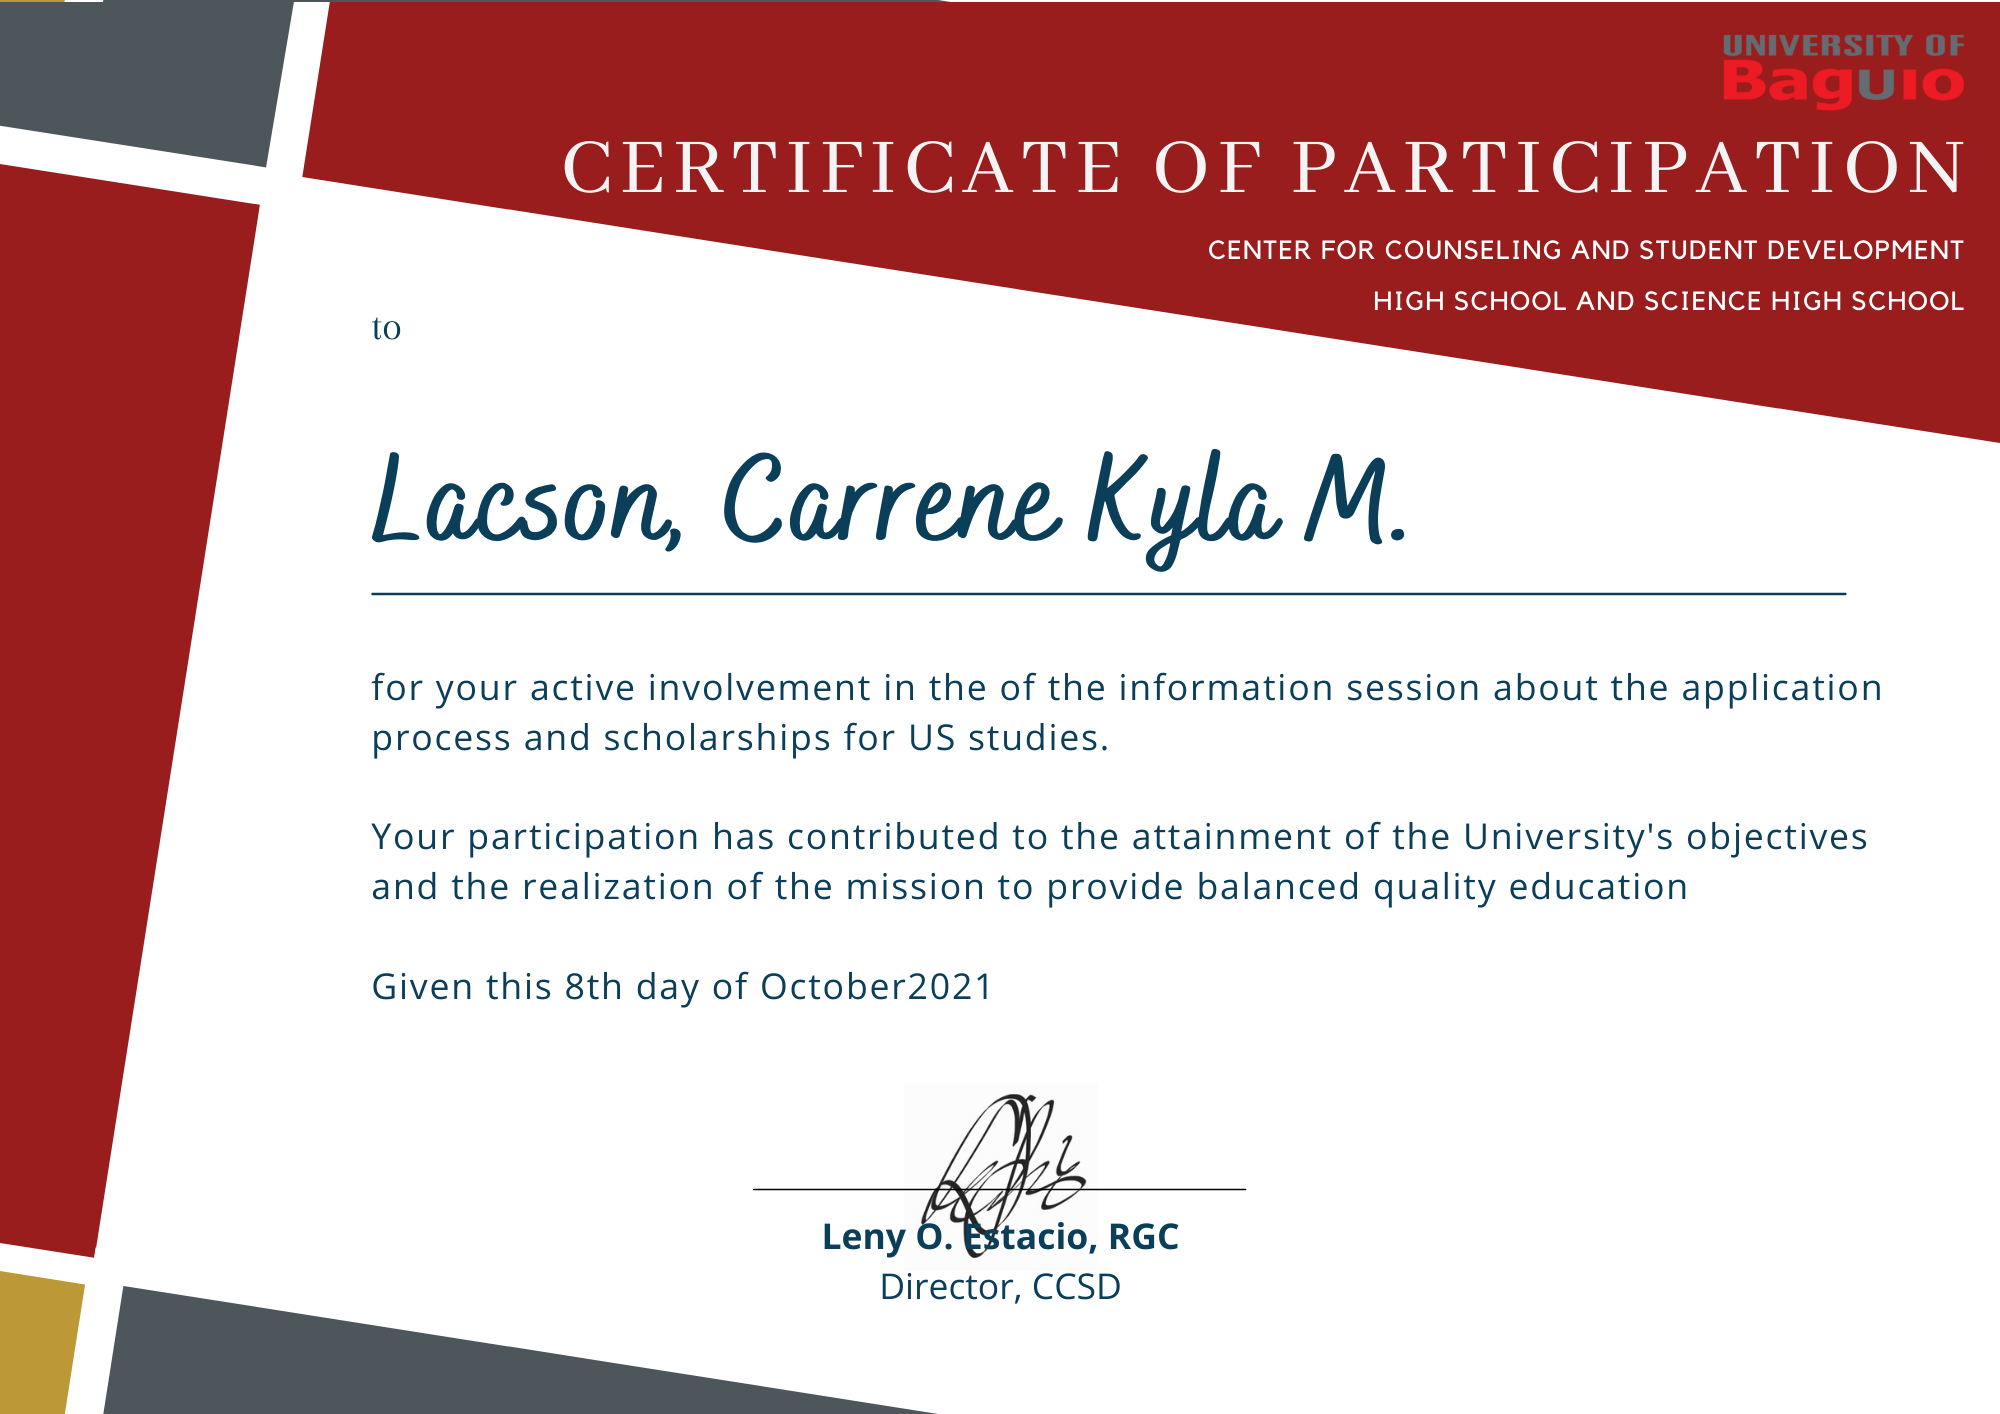 UNIVERSITY OF
Baguio
CERTIFICATE OF PARTICIPATION
CENTER FOR COUNSELING AND STUDENT DEVELOPMENT
HIGH SCHOOL AND SCIENCE HIGH SCHOOL
to
Lacson, Carrene Kyla M.
for your active involvement in the of the information session about the application
process and scholarships for US studies.
Your participation has contributed to the attainment of the University's objectives
and the realization of the mission to provide balanced quality education
Given this 8th day of October2021
Leny O. Estacio, RGC
Director, CCSD